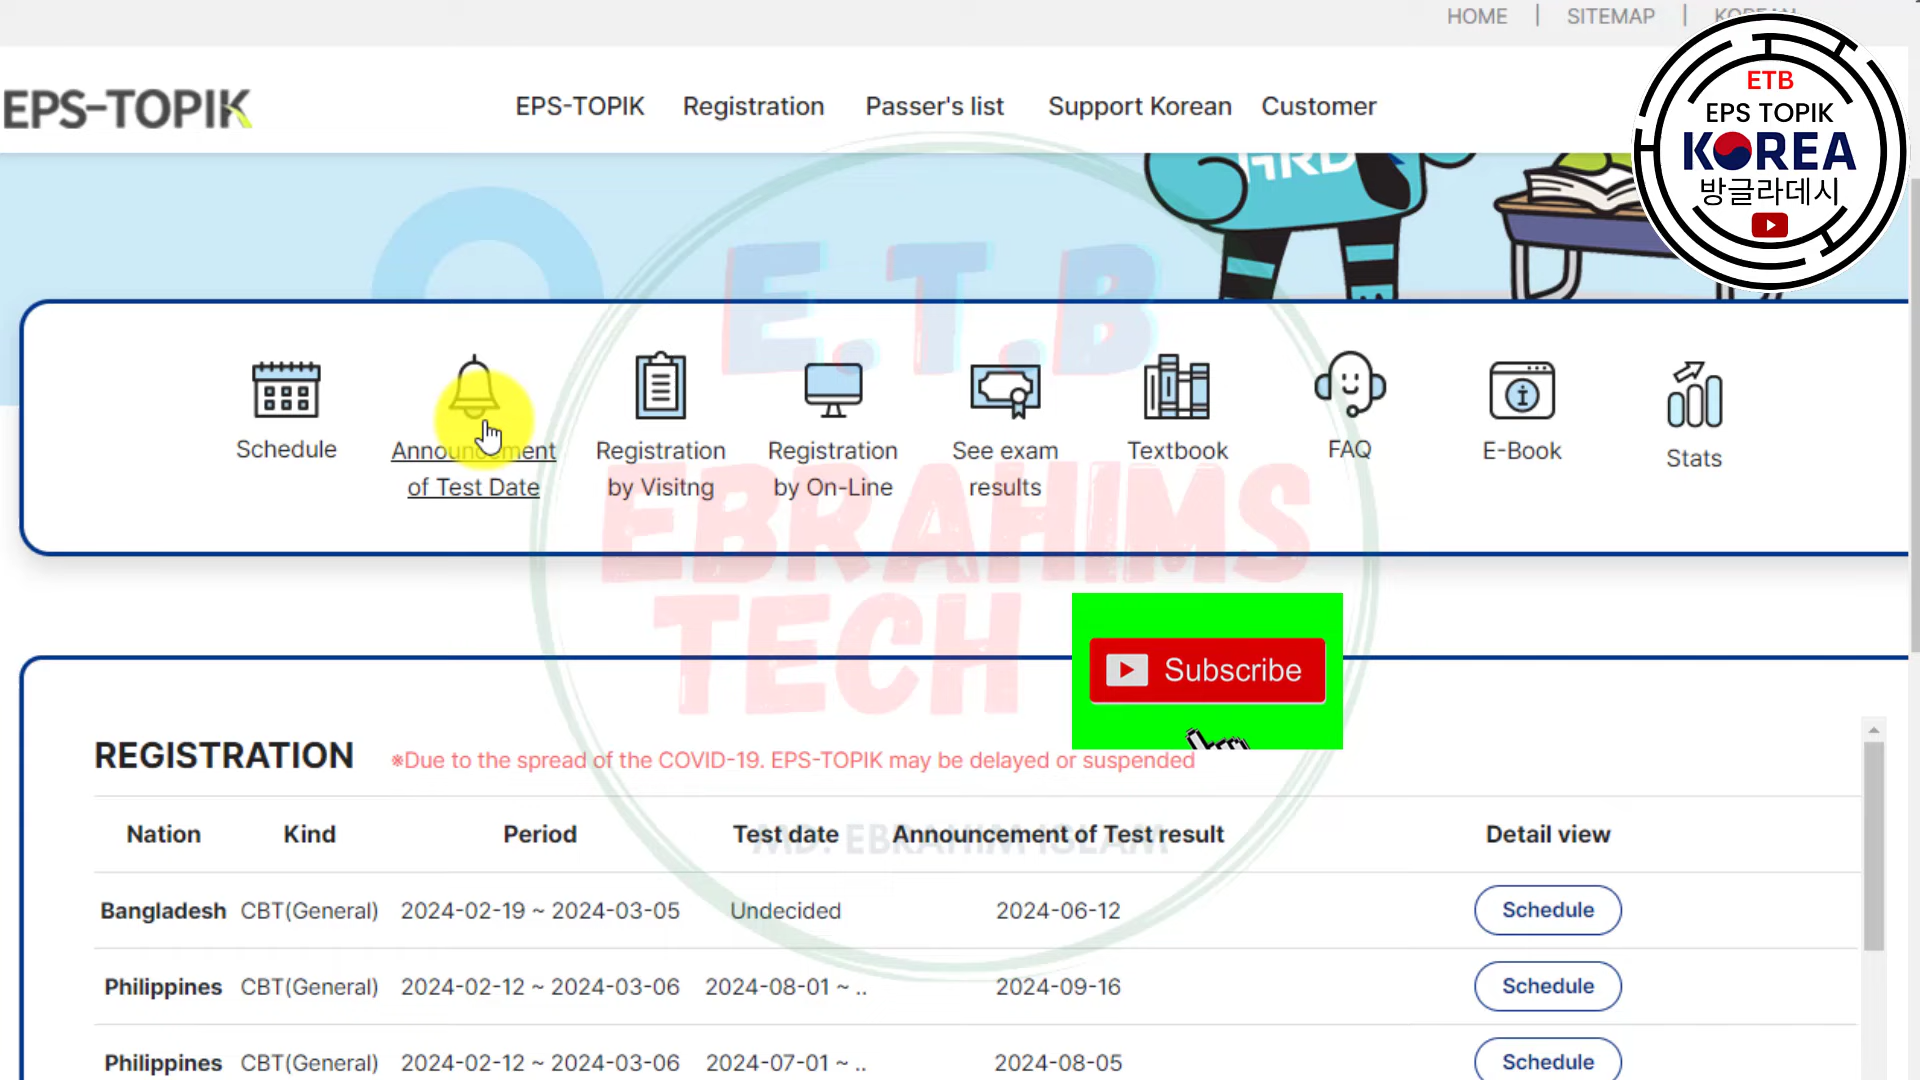 HOME | SITEMAP | KOREAN
EPS-TOPIK
EPS-TOPIK Registration Passer's list Support Korean Customer
ETB
EPS TOPIK
KOREA
방글라데시
HRD
E.T.B
EBRAHIMS
TECH
MD. EBRAHIM ISLAM
Schedule
Announcement
of Test Date
Registration
by Visitng
Registration
by On-Line
See exam
results
Textbook
FAQ
E-Book
Stats
Subscribe
REGISTRATION ※Due to the spread of the COVID-19. EPS-TOPIK may be delayed or suspended
Nation Kind Period Test date Announcement of Test result Detail view
Bangladesh CBT(General) 2024-02-19 ~ 2024-03-05 Undecided 2024-06-12 Schedule
Philippines CBT(General) 2024-02-12 ~ 2024-03-06 2024-08-01 ~ .. 2024-09-16 Schedule
Philippines CBT(General) 2024-02-12 ~ 2024-03-06 2024-07-01 ~ .. 2024-08-05 Schedule